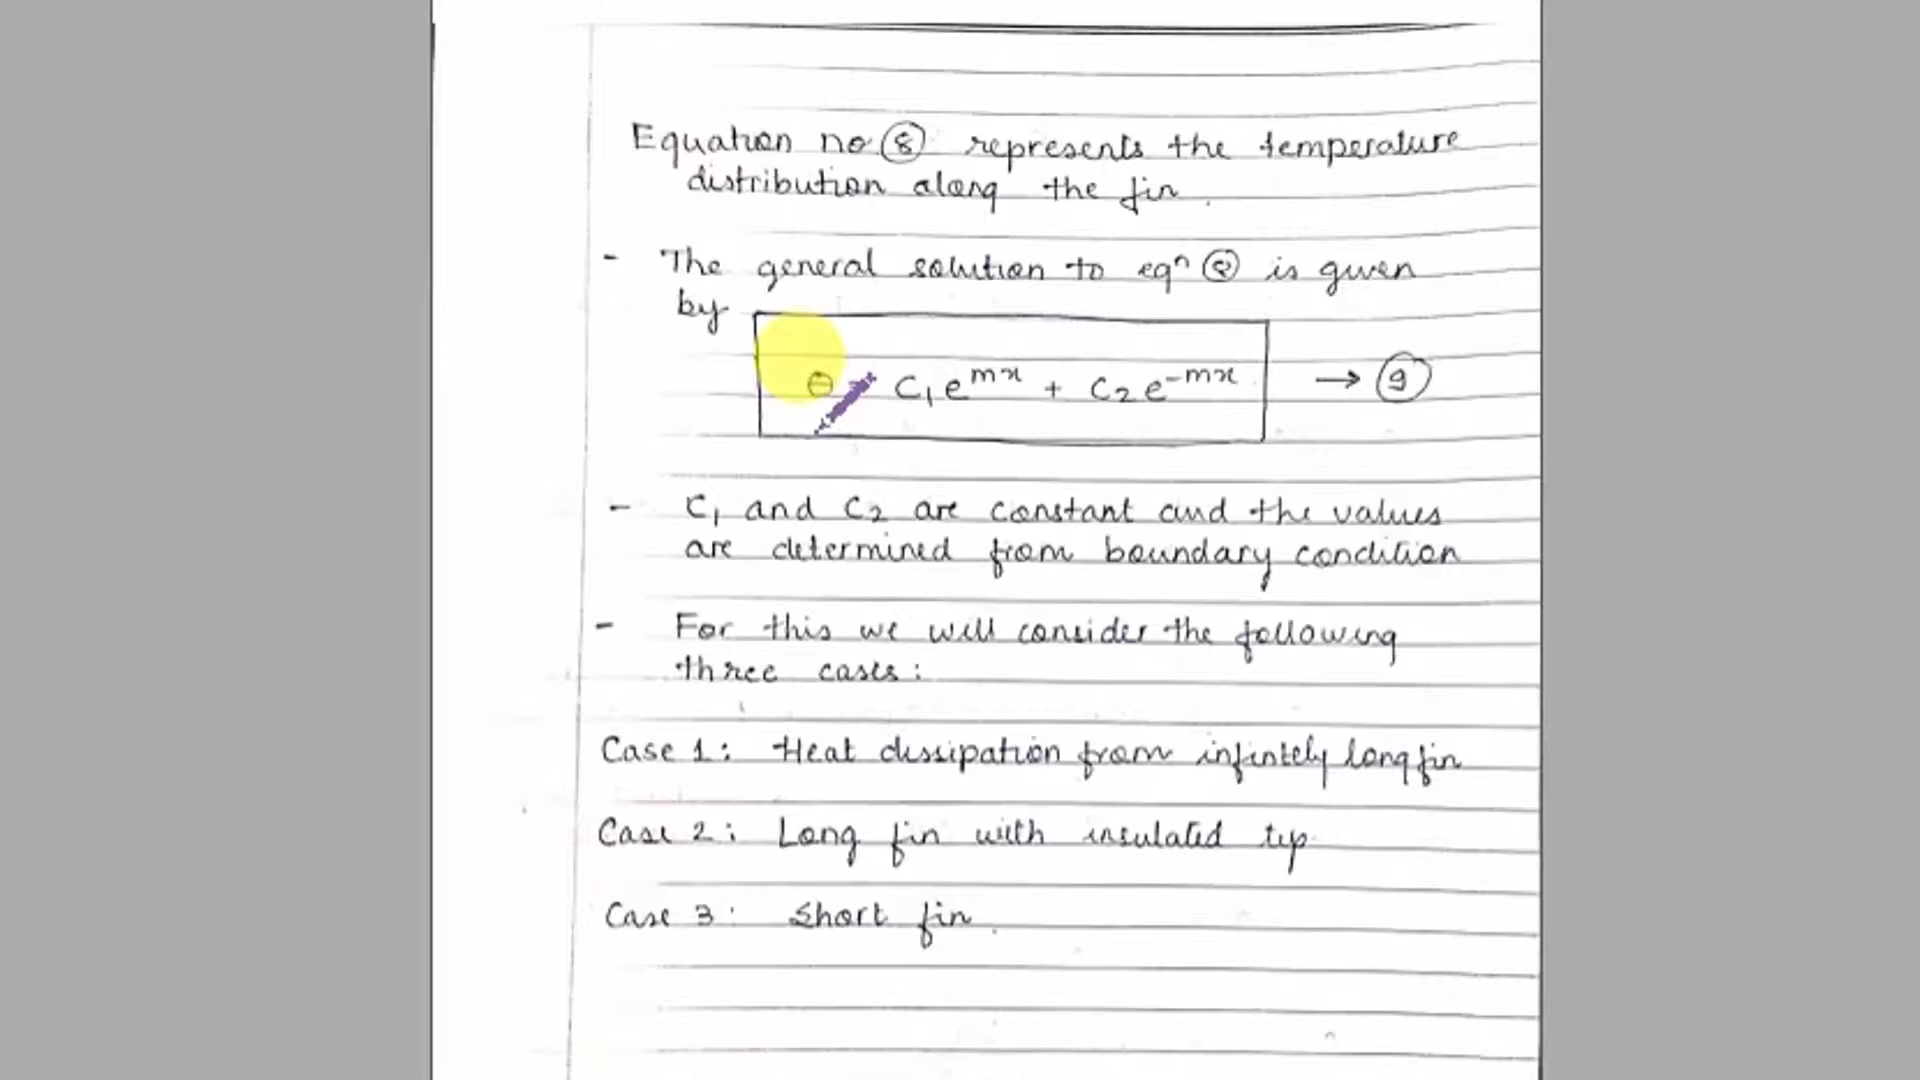 Equation no ⑧ represents the temperature
distribution along the fin.
- The general solution to eqⁿ ⑧ is given
by
θ = C₁e^mx + C₂e^-mx → ⑨
- C₁ and C₂ are constant and the values
are determined from boundary condition
- For this we will consider the following
three cases:
Case 1: Heat dissipation from infintely long fin
Case 2: Long fin with insulated tip
Case 3: Short fin.